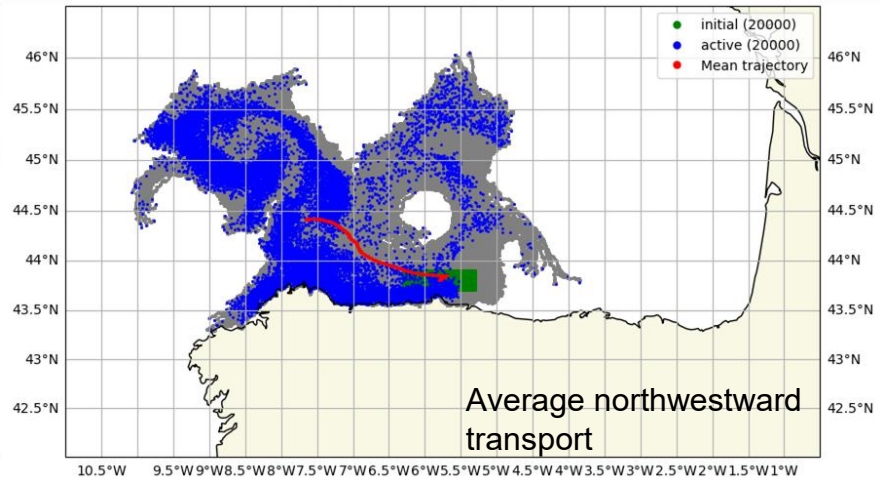 initial (20000)
active (20000)
Mean trajectory
46°N 46°N
45.5°N 45.5°N
45°N 45°N
44.5°N 44.5°N
44°N 44°N
43.5°N 43.5°N
43°N 43°N
42.5°N 42.5°N
Average northwestward
transport
10.5°W 9.5°W 9°W 8.5°W 8°W 7.5°W 7°W 6.5°W 6°W 5.5°W 5°W 4.5°W 4°W 3.5°W 3°W 2.5°W 2°W 1.5°W 1°W